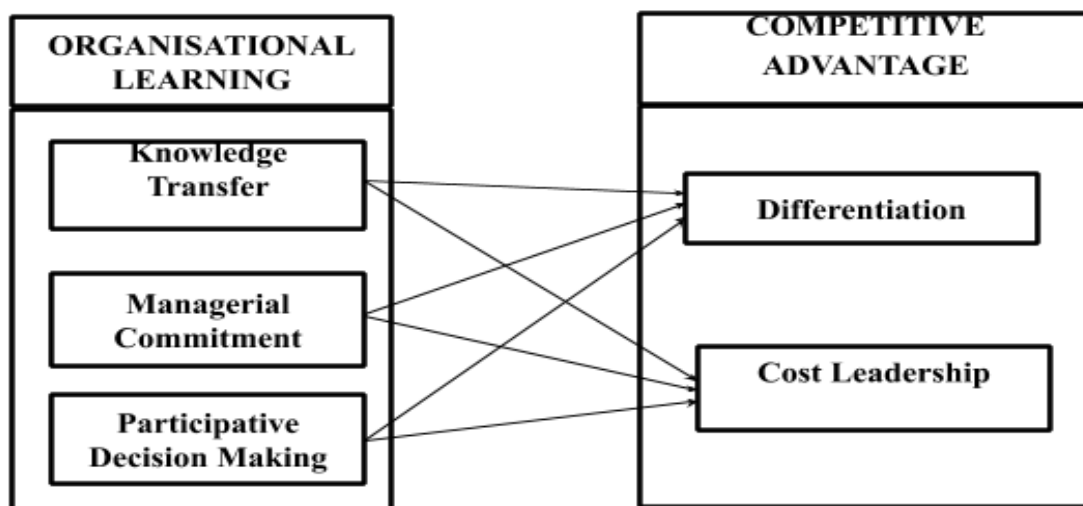 ORGANISATIONAL
LEARNING
Knowledge
Transfer
Managerial
Commitment
Participative
Decision Making
COMPETITIVE
ADVANTAGE
Differentiation
Cost Leadership